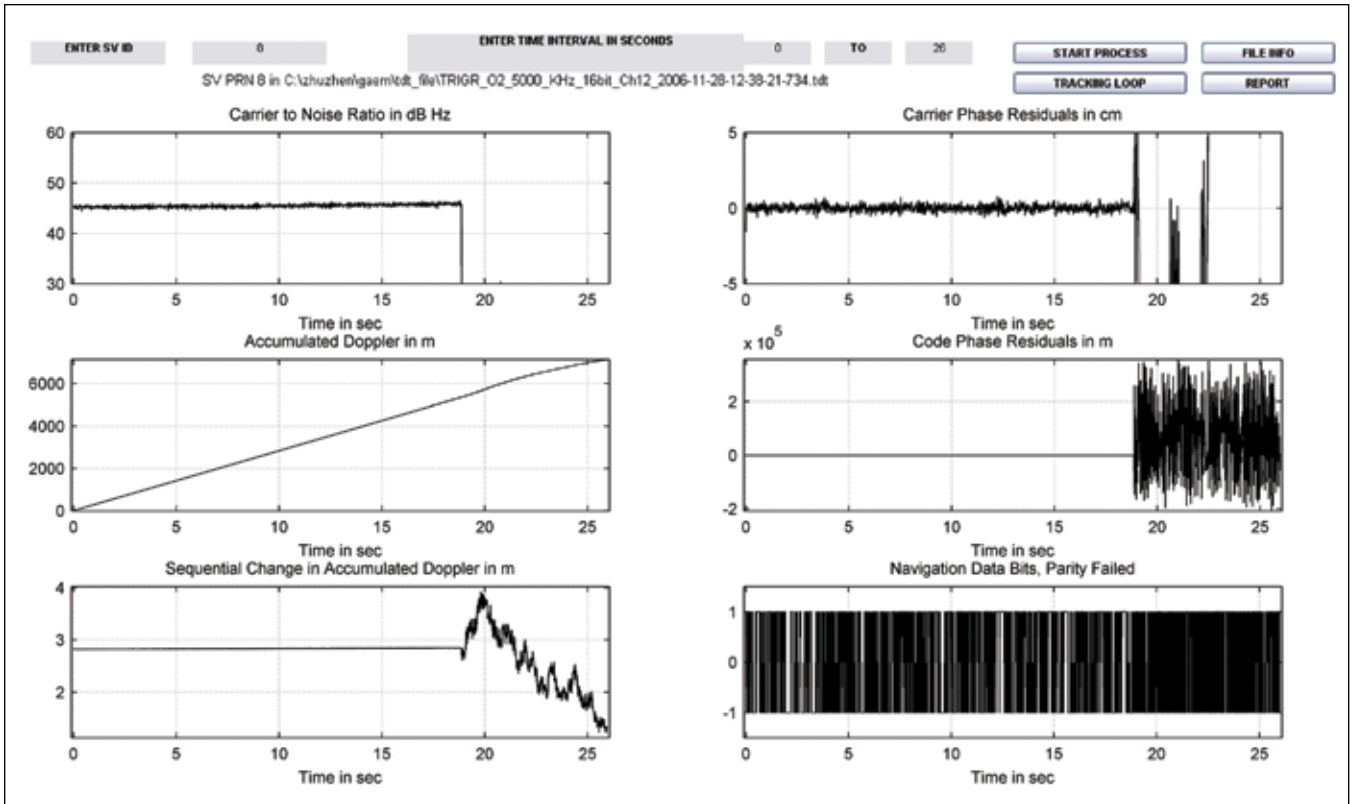 ENTER SV ID 8 ENTER TIME INTERVAL IN SECONDS 0 TO 26 START PROCESS FILE INFO
SV PRN 8 in C:\zhuzhen\gaem\tdt_file\TRIGR_O2_5000_KHz_16bit_Ch12_2006-11-28-12-38-21-734.tdt TRACKING LOOP REPORT
Carrier to Noise Ratio in dB Hz
60
50
40
30
0 5 10 15 20 25
Time in sec
Carrier Phase Residuals in cm
5
0
-5
0 5 10 15 20 25
Time in sec
Accumulated Doppler in m
6000
4000
2000
0
0 5 10 15 20 25
Time in sec
Code Phase Residuals in m
x 10^5
2
0
-2
0 5 10 15 20 25
Time in sec
Sequential Change in Accumulated Doppler in m
4
3
2
0 5 10 15 20 25
Time in sec
Navigation Data Bits, Parity Failed
1
0
-1
0 5 10 15 20 25
Time in sec